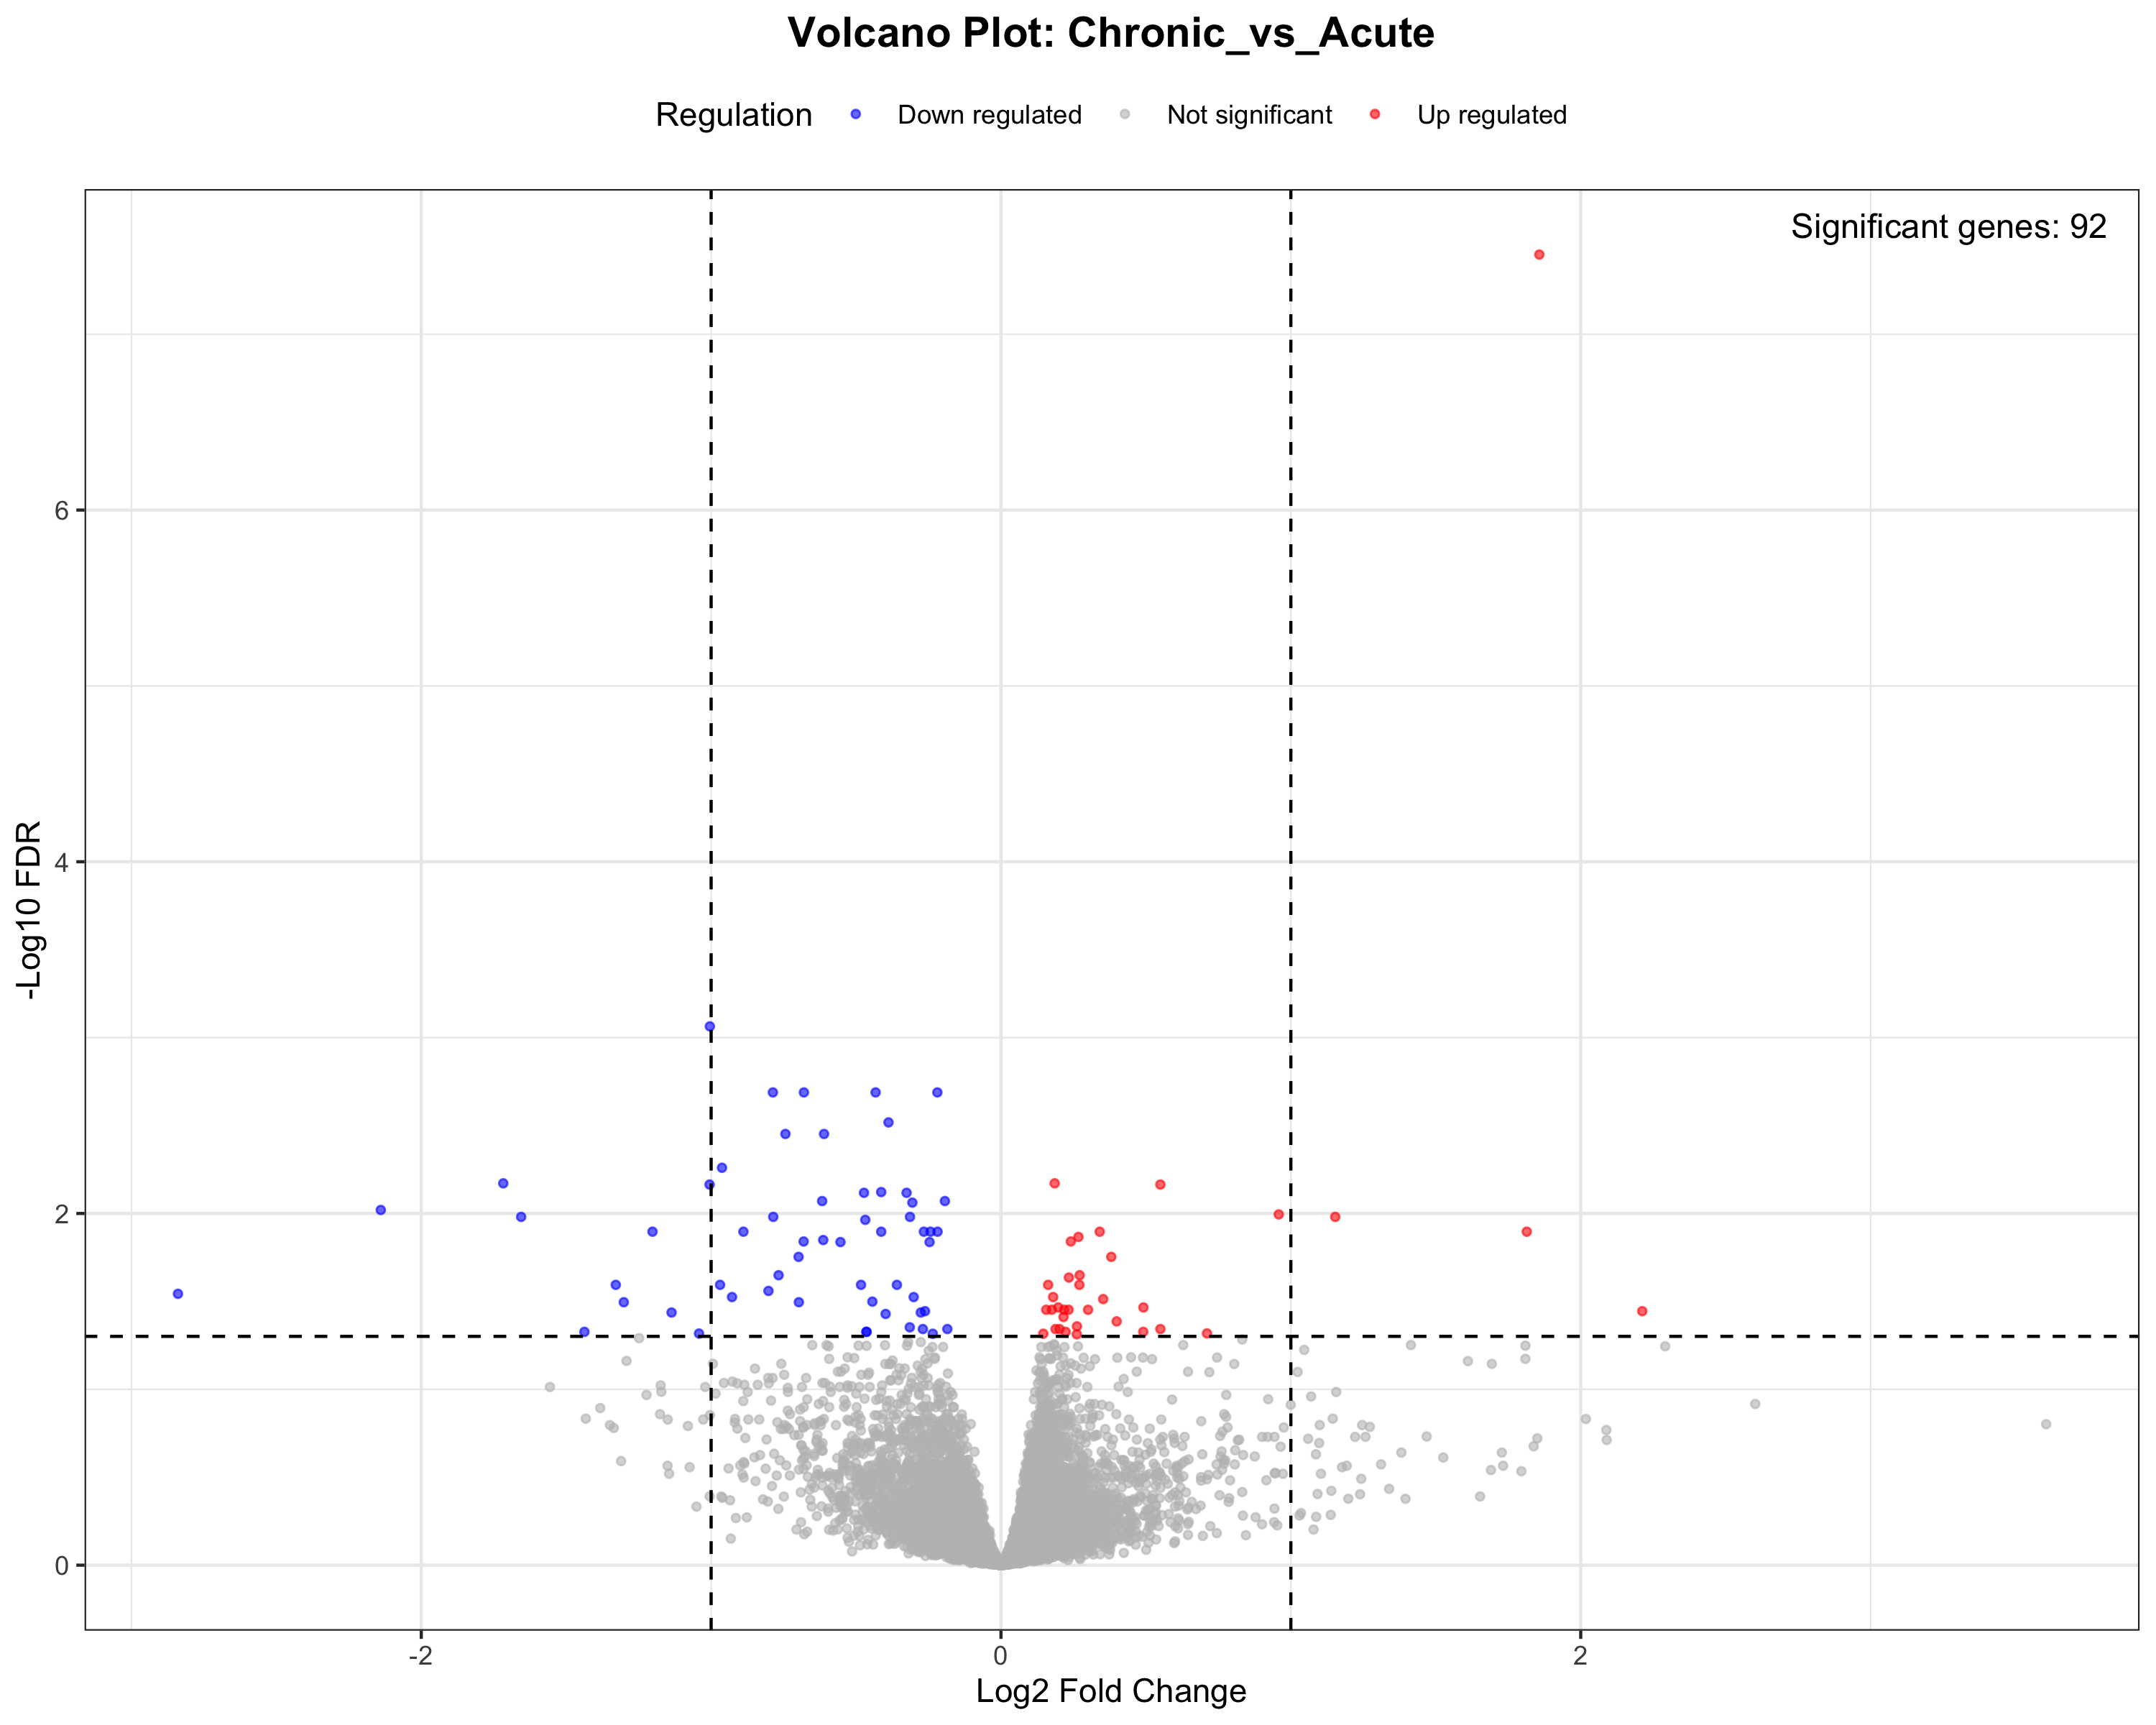 Volcano Plot: Chronic_vs_Acute
Regulation Down regulated Not significant Up regulated
Significant genes: 92
6
4
2
0
-Log10 FDR
-2 0 2
Log2 Fold Change